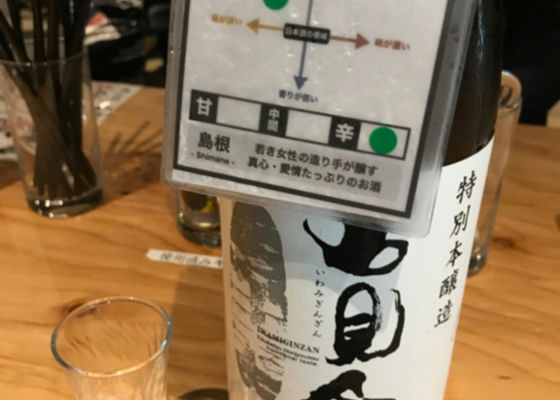 味が淡い
日本酒の香味
味が濃い
香りが低い
甘
中間
辛
島根
- Shimane -
若き女性の造り手が醸す
真心・愛情たっぷりのお酒
特別本醸造
いわみぎんざん
石見
IWAMIGINZAN